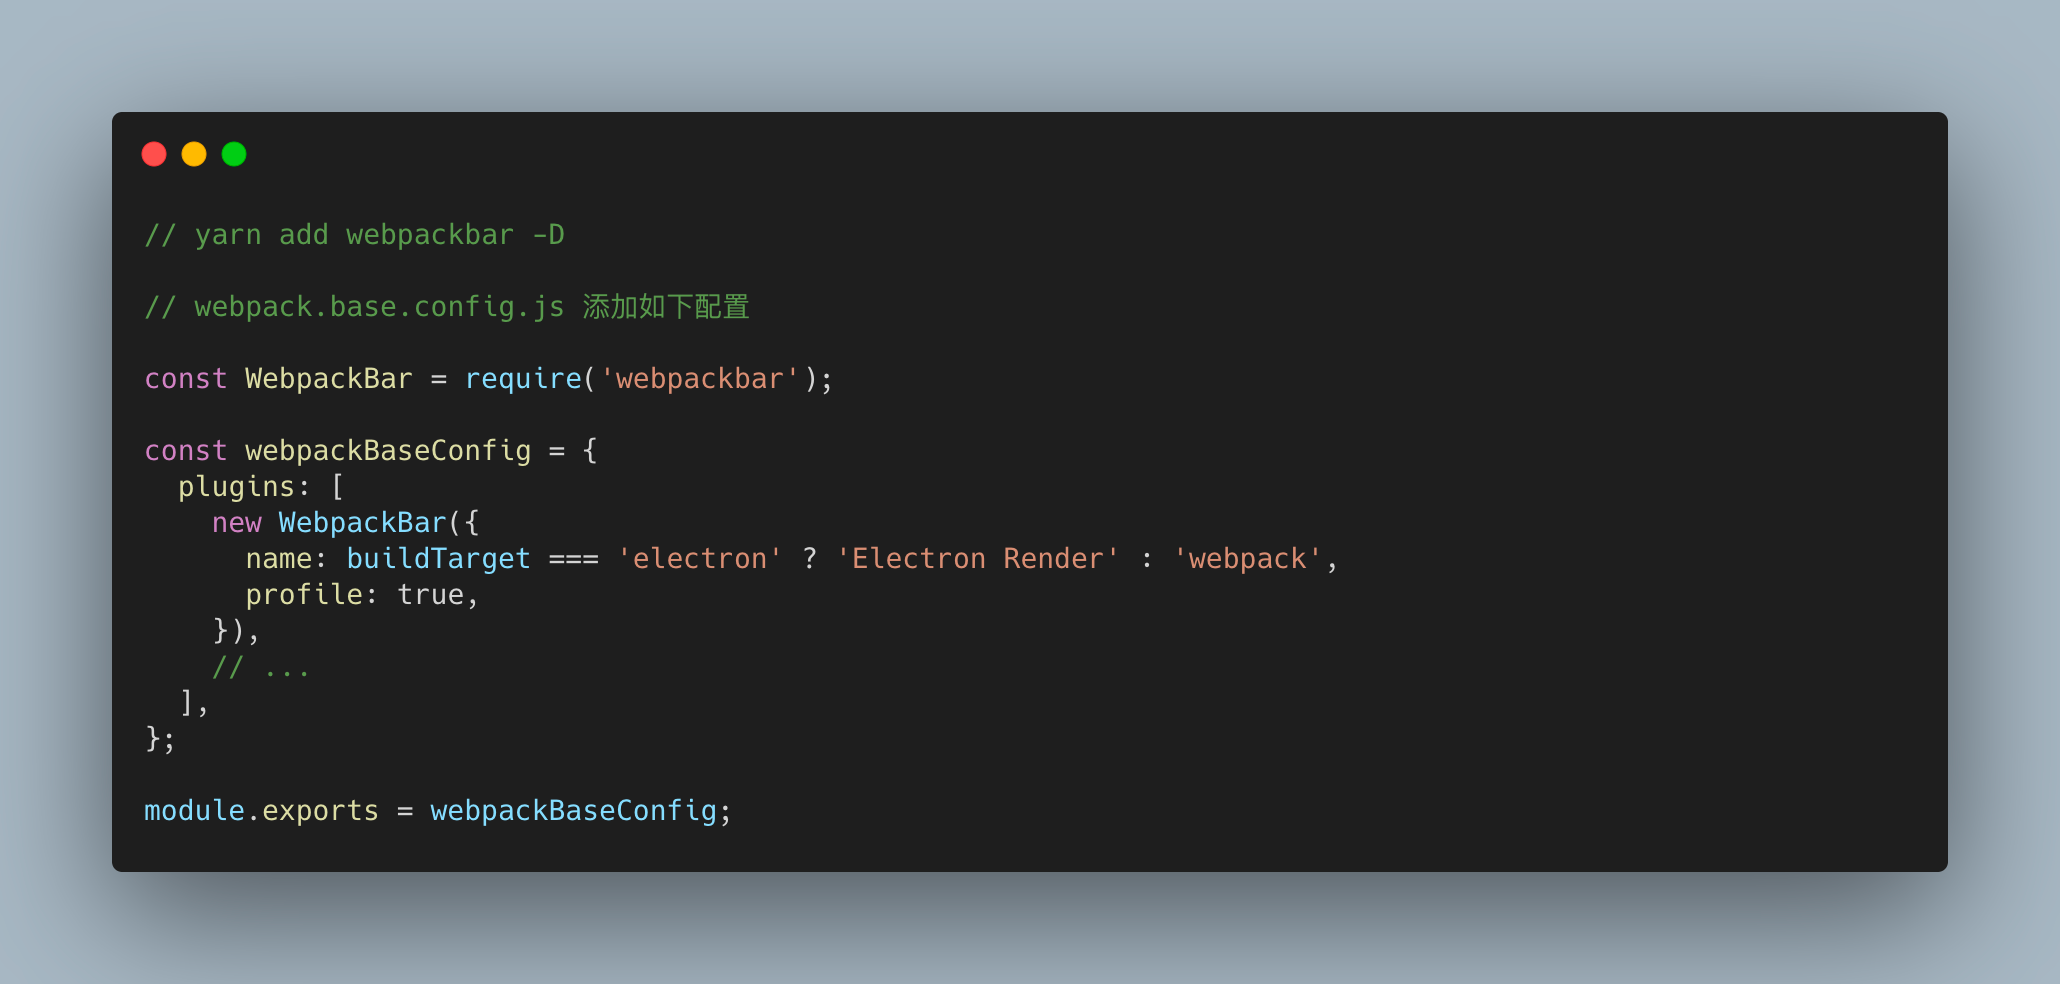 // yarn add webpackbar -D
// webpack.base.config.js 添加如下配置
const WebpackBar = require('webpackbar');
const webpackBaseConfig = {
  plugins: [
    new WebpackBar({
      name: buildTarget === 'electron' ? 'Electron Render' : 'webpack',
      profile: true,
    }),
    // ...
  ],
};
module.exports = webpackBaseConfig;